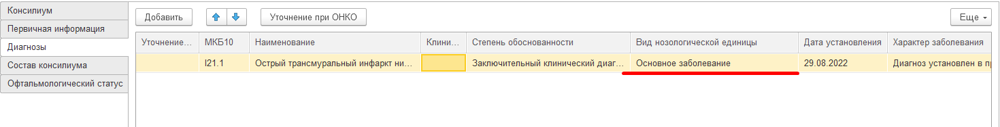 Консилиум
Первичная информация
Диагнозы
Состав консилиума
Офтальмологический статус
Добавить Уточнение при ОНКО Еще
Уточнение... МКБ10 Наименование Клини... Степень обоснованности Вид нозологической единицы Дата установления Характер заболевания
I21.1 Острый трансмуральный инфаркт ни... Заключительный клинический диаг... Основное заболевание 29.08.2022 Диагноз установлен в пр